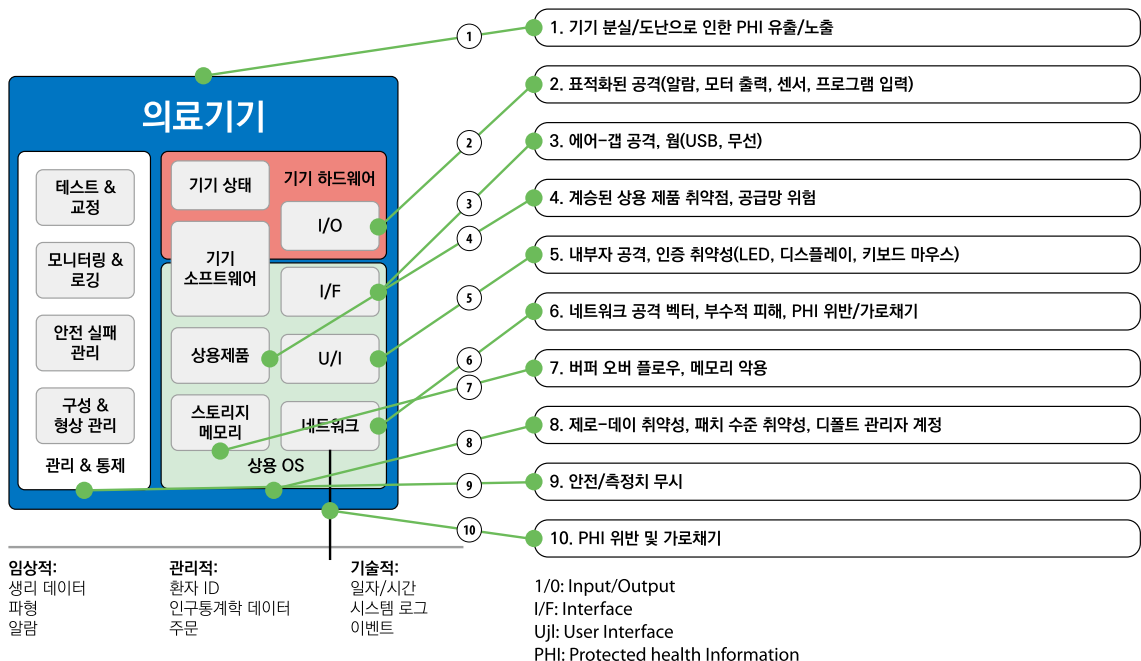 의료기기
테스트 &
교정
모니터링 &
로깅
안전 실패
관리
구성 &
형상 관리
관리 & 통제
기기 상태
기기 하드웨어
I/O
기기
소프트웨어
I/F
상용제품
U/I
스토리지
메모리
네트워크
상용 OS
1
2
3
4
5
6
7
8
9
10
1. 기기 분실/도난으로 인한 PHI 유출/노출
2. 표적화된 공격(알람, 모터 출력, 센서, 프로그램 입력)
3. 에어-갭 공격, 웜(USB, 무선)
4. 계승된 상용 제품 취약점, 공급망 위험
5. 내부자 공격, 인증 취약성(LED, 디스플레이, 키보드 마우스)
6. 네트워크 공격 벡터, 부수적 피해, PHI 위반/가로채기
7. 버퍼 오버 플로우, 메모리 악용
8. 제로-데이 취약성, 패치 수준 취약성, 디폴트 관리자 계정
9. 안전/측정치 무시
10. PHI 위반 및 가로채기
임상적:
생리 데이터
파형
알람
관리적:
환자 ID
인구통계학 데이터
주문
기술적:
일자/시간
시스템 로그
이벤트
1/0: Input/Output
I/F: Interface
Ujl: User Interface
PHI: Protected health Information